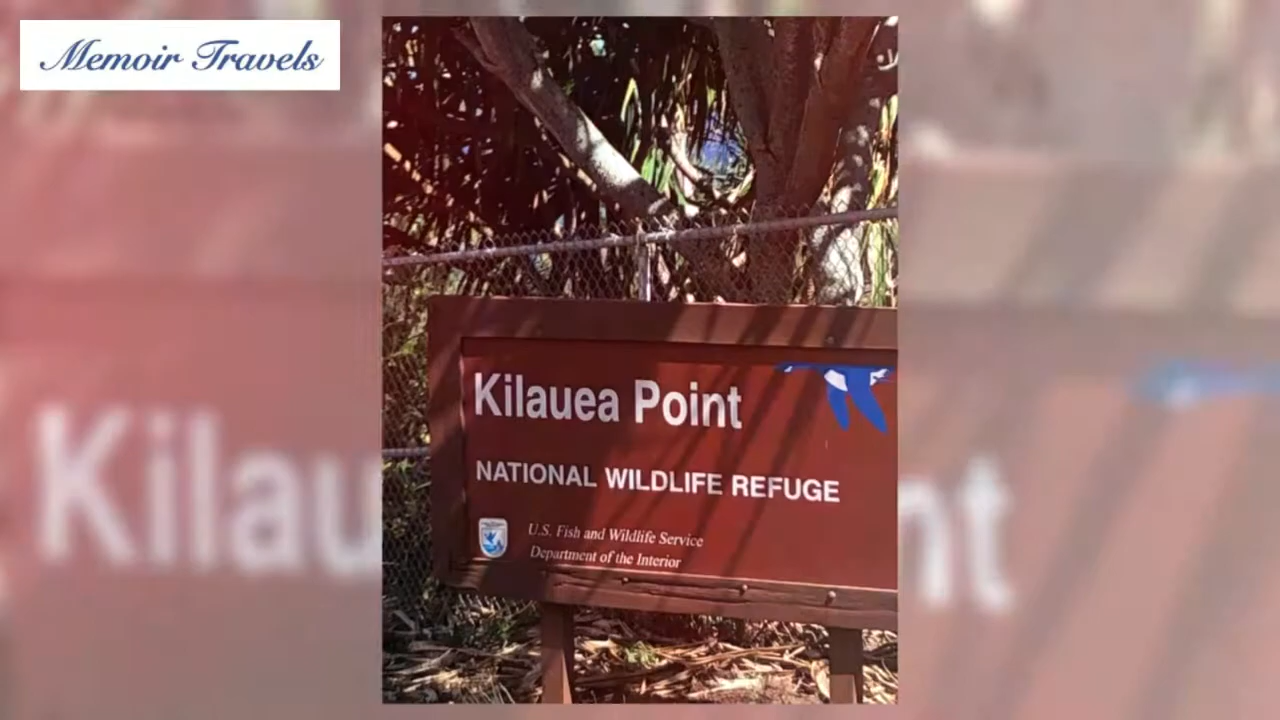 Memoir Travels
Kilauea Point
NATIONAL WILDLIFE REFUGE
U.S. Fish and Wildlife Service
Department of the Interior